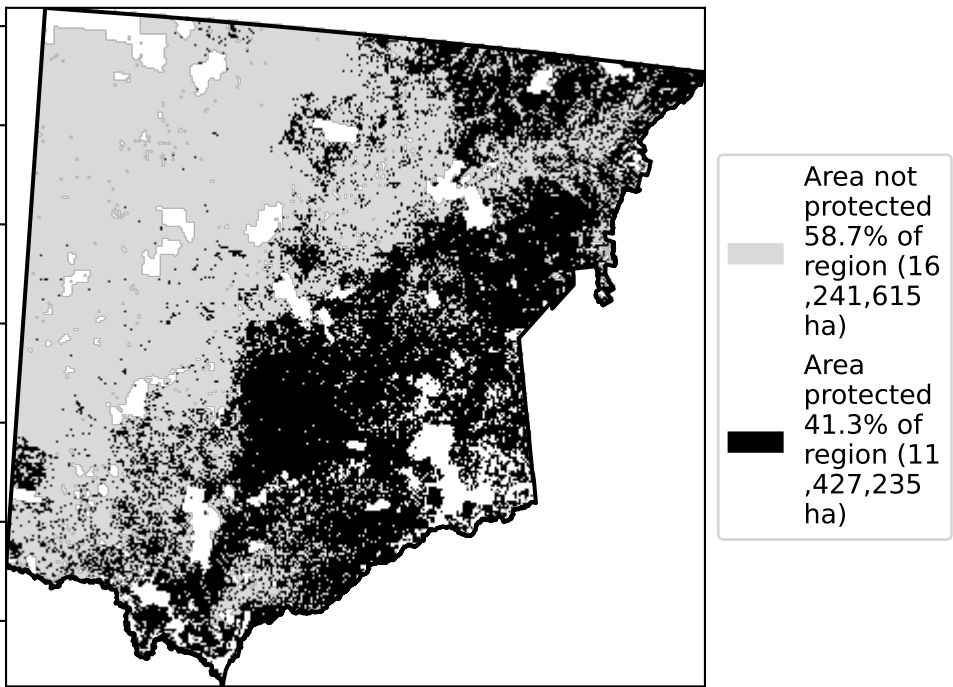 Area not
protected
58.7% of
region (16
,241,615
ha)
Area
protected
41.3% of
region (11
,427,235
ha)